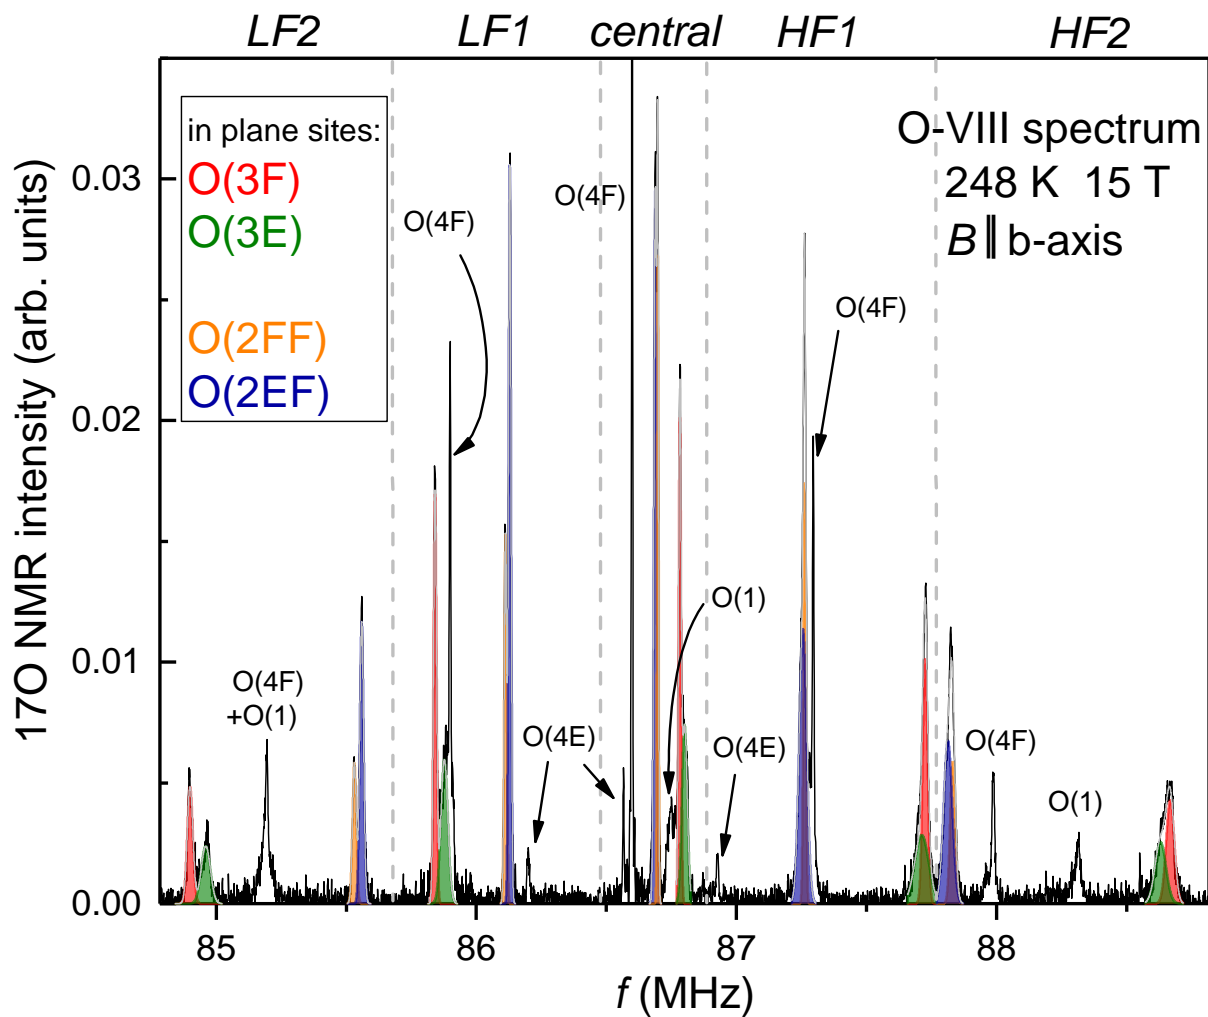 LF2 LF1 central HF1 HF2
in plane sites:
O(3F)
O(3E)
O(2FF)
O(2EF)
O-VIII spectrum
248 K 15 T
B ∥ b-axis
O(4F)
O(4F)
O(4F)
O(1)
O(4F)
+O(1)
O(4E)
O(4E)
O(4F)
O(1)
17O NMR intensity (arb. units)
0.03
0.02
0.01
0.00
85 86 87 88
f (MHz)